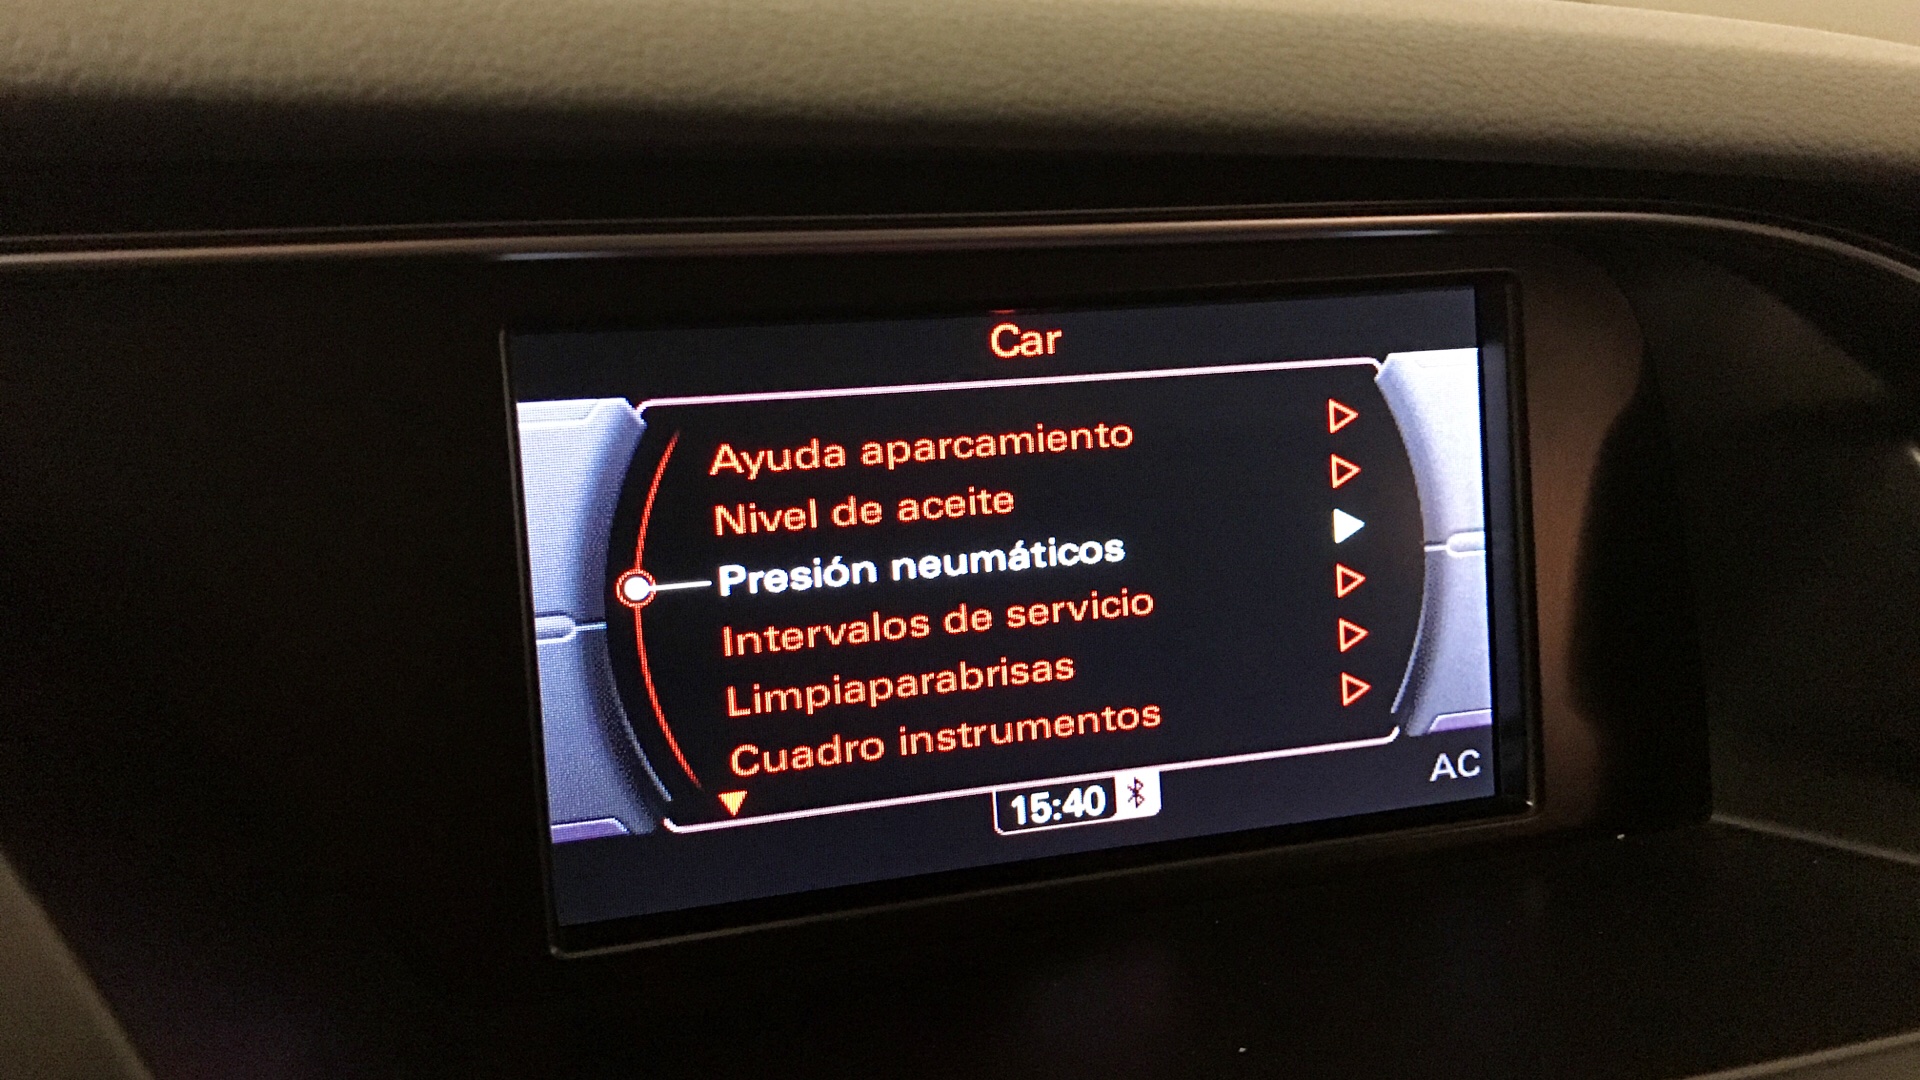 Car
Ayuda aparcamiento
Nivel de aceite
Presión neumáticos
Intervalos de servicio
Limpiaparabrisas
Cuadro instrumentos
15:40
AC